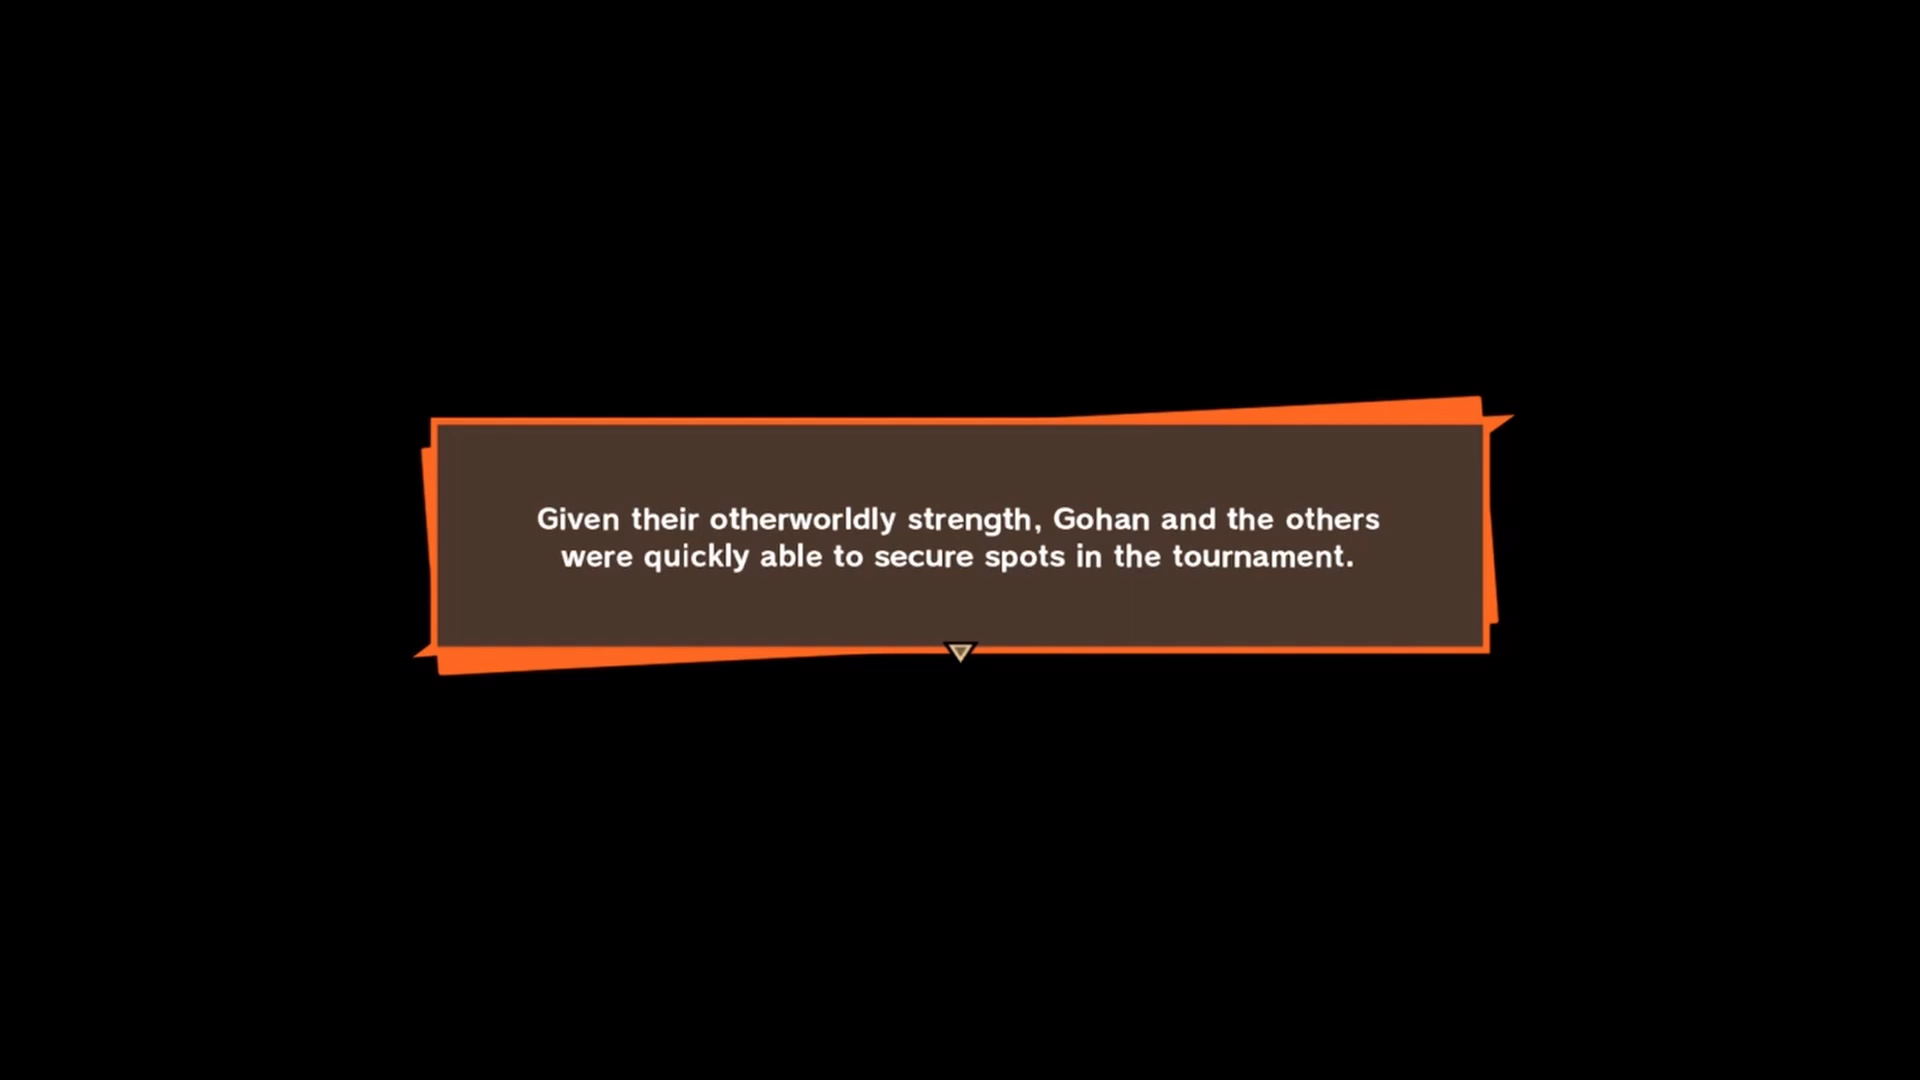 Given their otherworldly strength, Gohan and the others
were quickly able to secure spots in the tournament.